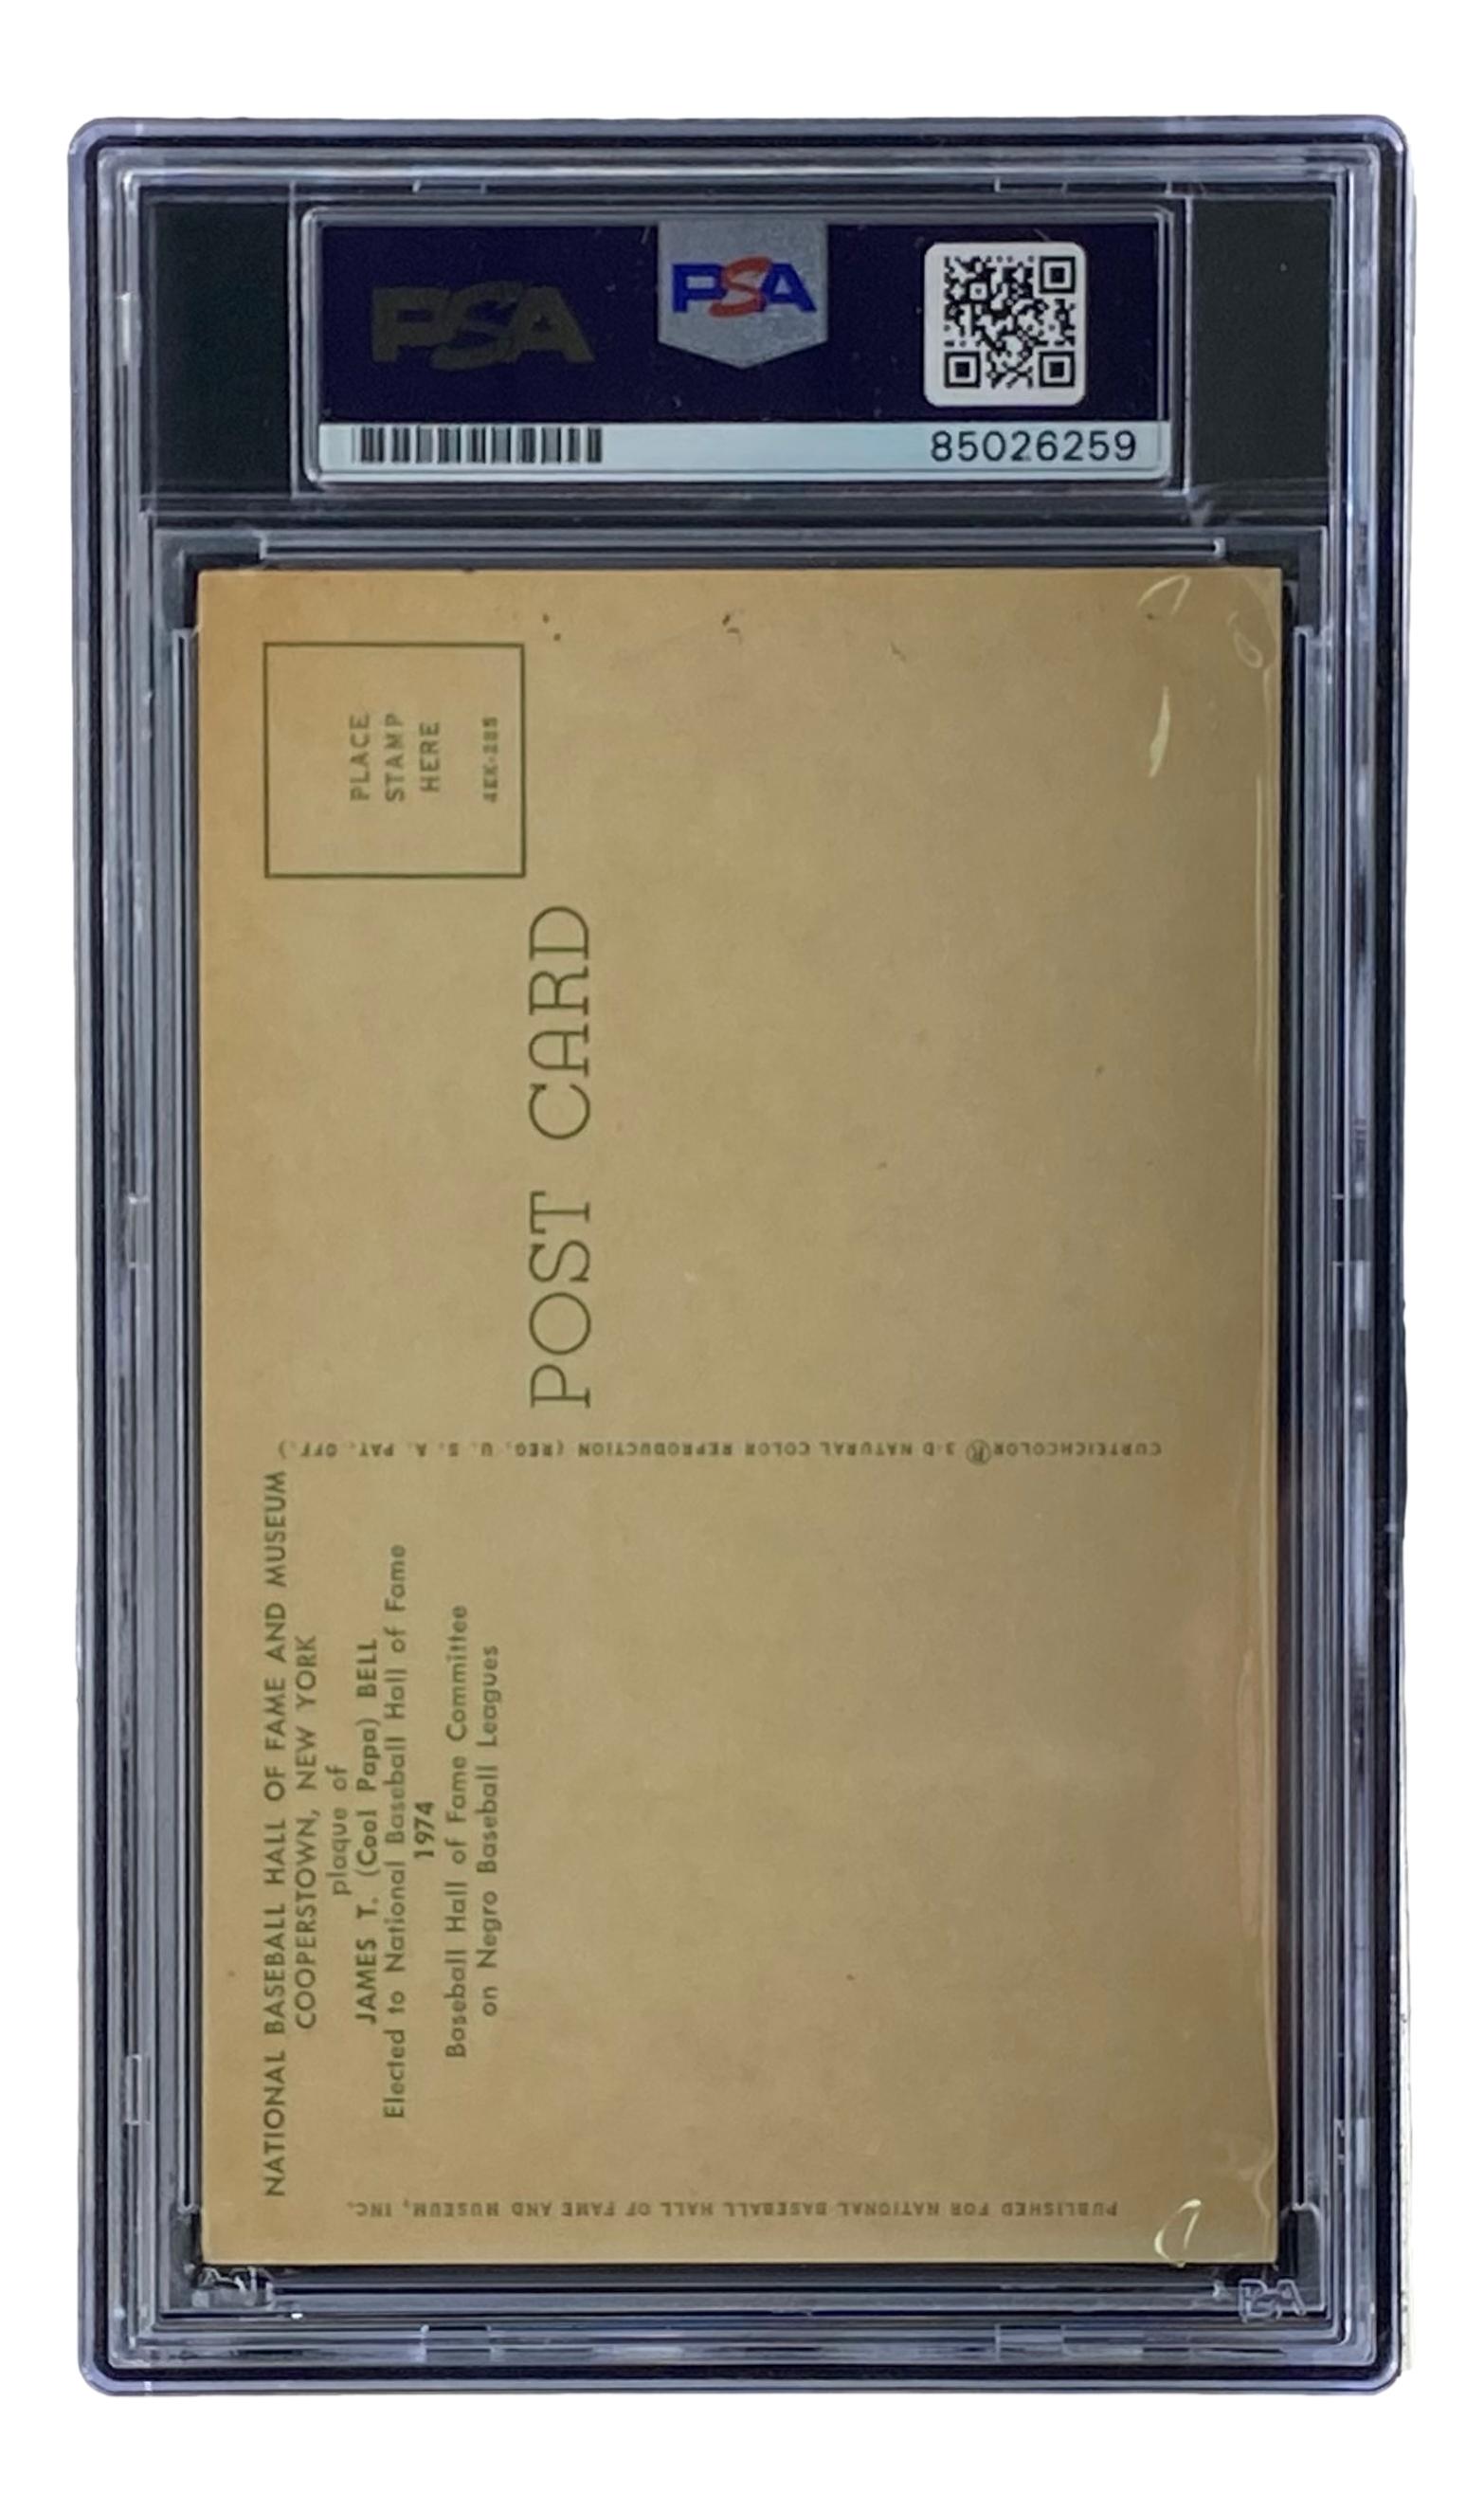 PSA
PSA
85026259
PLACE
STAMP
HERE
4EK-285
POST CARD
CURTEICHCOLOR® 3-D NATURAL COLOR REPRODUCTION (REG. U. S. A. PAT. OFF.)
NATIONAL BASEBALL HALL OF FAME AND MUSEUM
COOPERSTOWN, NEW YORK
plaque of
JAMES T. (Cool Papa) BELL
Elected to National Baseball Hall of Fame
1974
Baseball Hall of Fame Committee
on Negro Baseball Leagues
PUBLISHED FOR NATIONAL BASEBALL HALL OF FAME AND MUSEUM, INC.
PSA